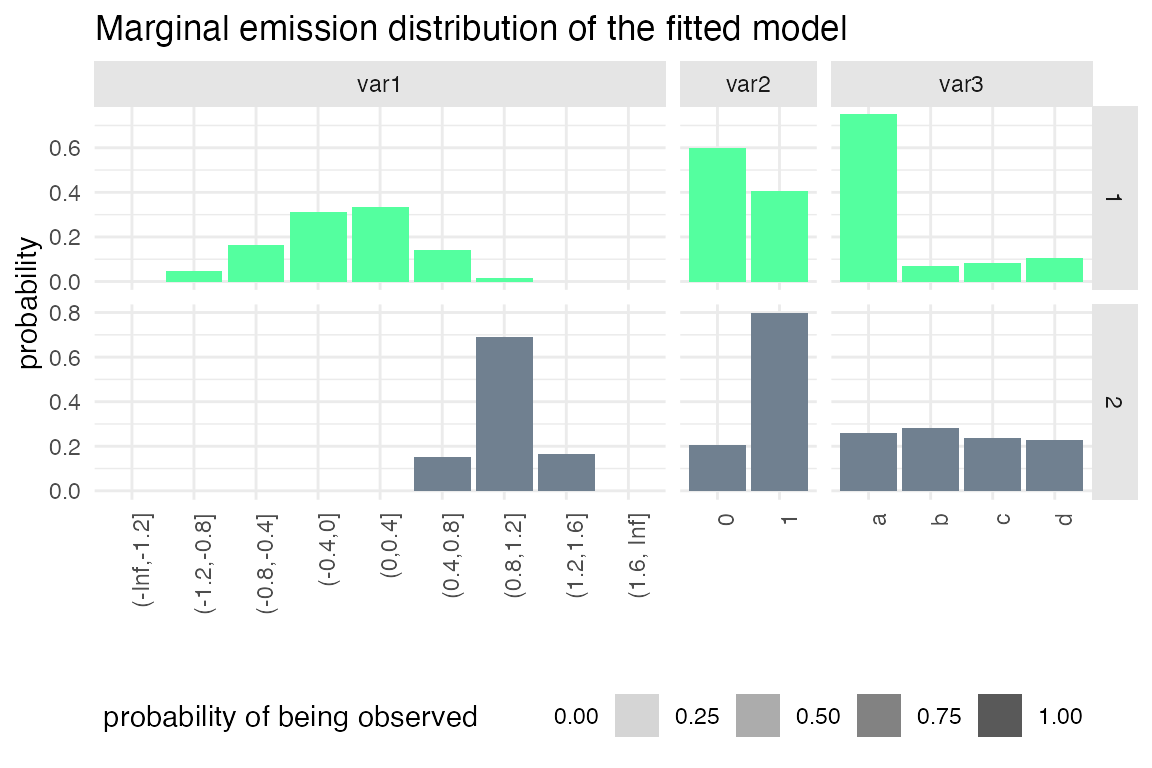 Marginal emission distribution of the fitted model
var1 var2 var3
probability
0.6
0.4
0.2
0.0
1
0.8
0.6
0.4
0.2
0.0
2
(-Inf,-1.2] (-1.2,-0.8] (-0.8,-0.4] (-0.4,0] (0,0.4] (0.4,0.8] (0.8,1.2] (1.2,1.6] (1.6, Inf] 0 1 a b c d
probability of being observed 0.00 0.25 0.50 0.75 1.00